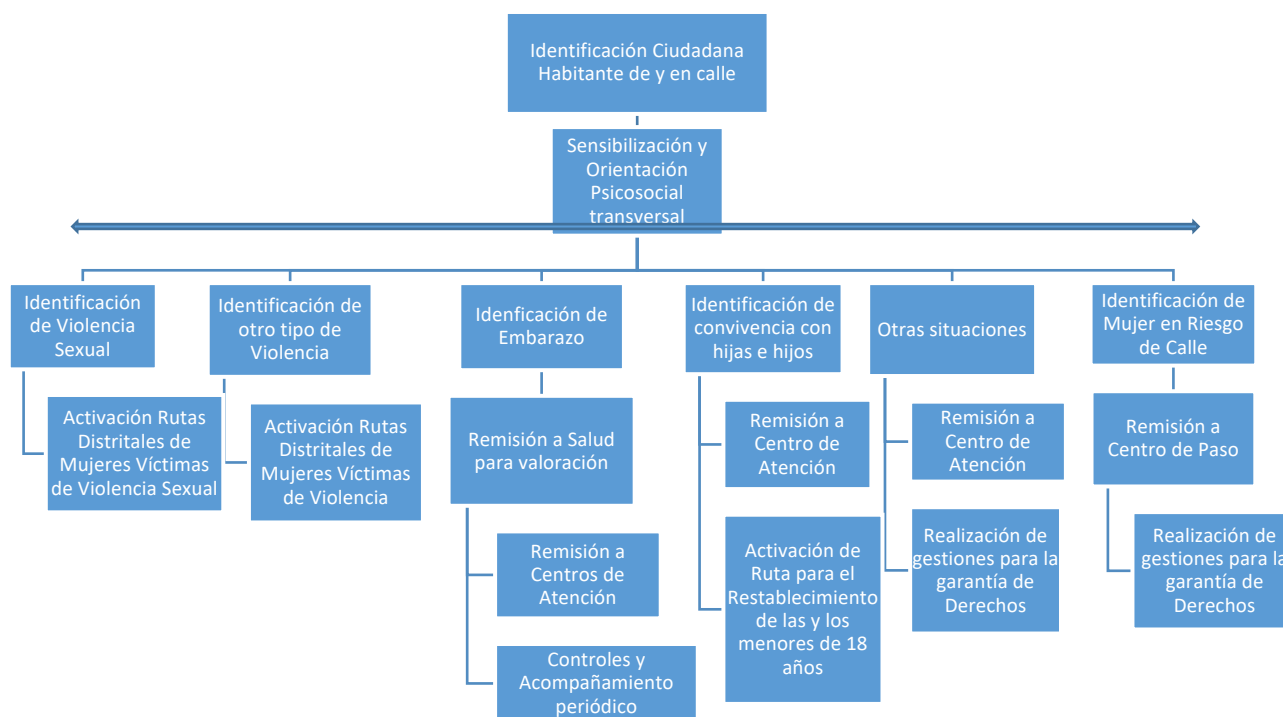 Identificación Ciudadana
Habitante de y en calle
Sensibilización y
Orientación
Psicosocial
transversal
Identificación
de Violencia
Sexual
Identificación de
otro tipo de
Violencia
Idenficación de
Embarazo
Identificación de
convivencia con
hijas e hijos
Otras situaciones
Identificación de
Mujer en Riesgo
de Calle
Activación Rutas
Distritales de
Mujeres Víctimas
de Violencia Sexual
Activación Rutas
Distritales de
Mujeres Víctimas
de Violencia
Remisión a Salud
para valoración
Remisión a
Centro de
Atención
Remisión a
Centro de
Atención
Remisión a
Centro de Paso
Remisión a
Centros de
Atención
Activación de
Ruta para el
Restablecimiento
de las y los
menores de 18
años
Realización de
gestiones para la
garantía de
Derechos
Realización de
gestiones para la
garantía de
Derechos
Controles y
Acompañamiento
periódico